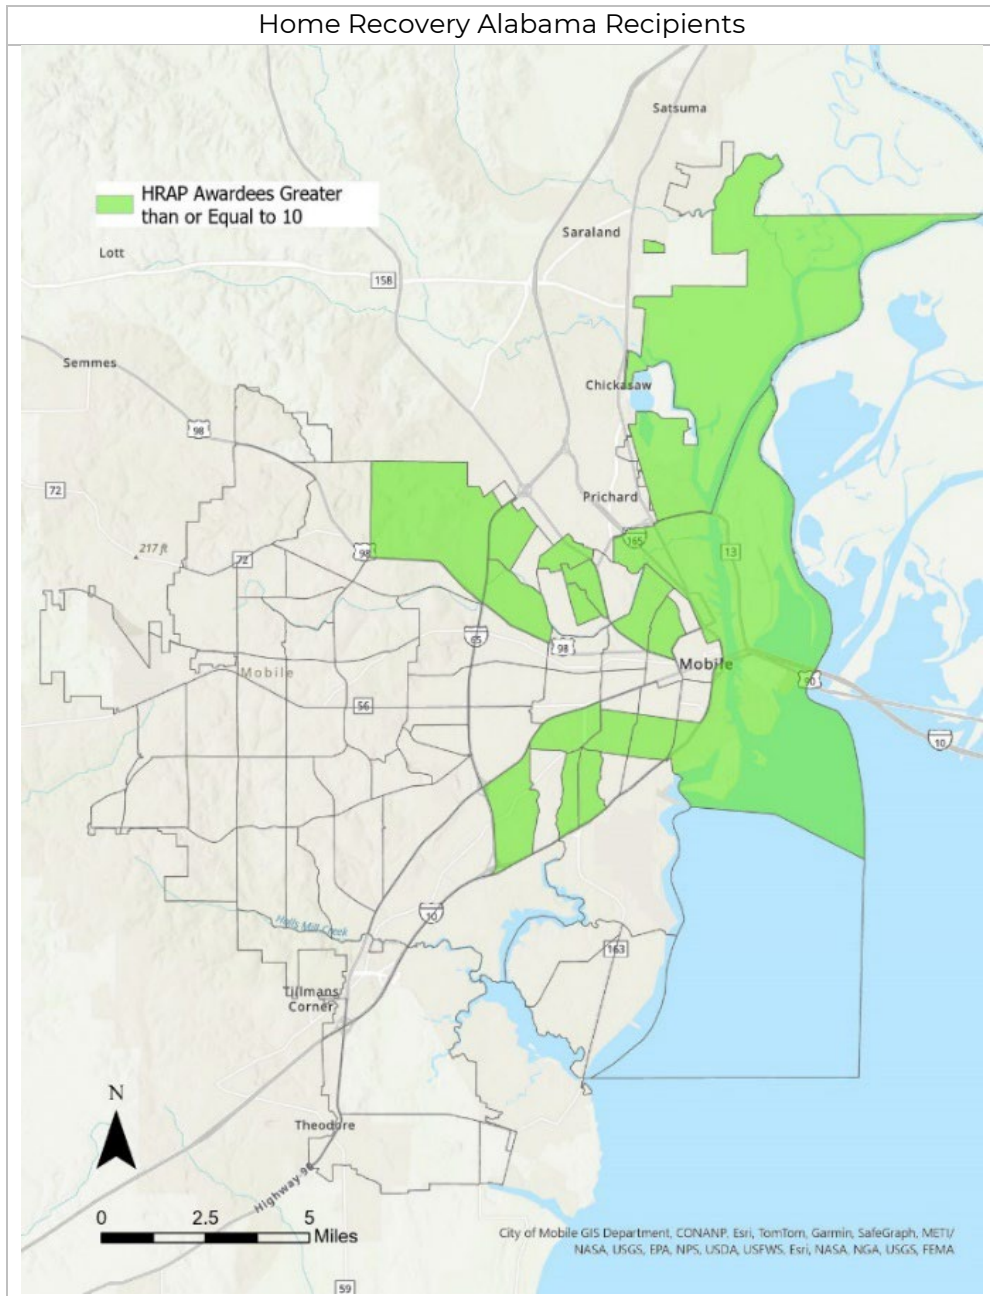 Home Recovery Alabama Recipients
Satsuma
HRAP Awardees Greater
than or Equal to 10
Saraland
Lott
158
Semmes
Chickasaw
98
72
Prichard
217 ft
72
98
165
13
65
98
Mobile
Mobile
90
56
10
10
Halls Mill Creek
163
Tillmans
Corner
N
Theodore
Highway 90
0 2.5 5
Miles
City of Mobile GIS Department, CONANP, Esri, TomTom, Garmin, SafeGraph, METI/
NASA, USGS, EPA, NPS, USDA, USFWS, Esri, NASA, NGA, USGS, FEMA
59